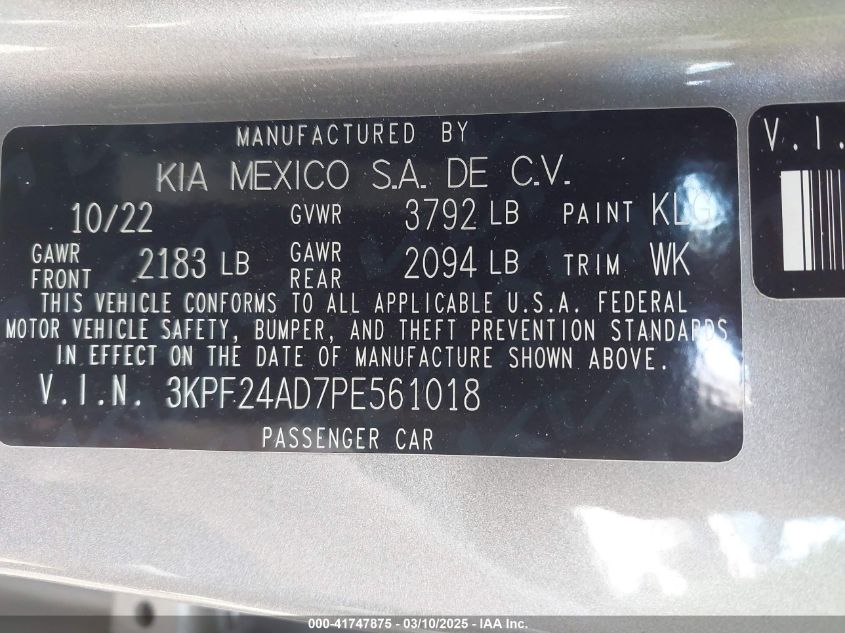 MANUFACTURED BY
KIA MEXICO S.A. DE C.V.
10/22 GVWR 3792 LB PAINT KLG
GAWR FRONT 2183 LB GAWR REAR 2094 LB TRIM WK
THIS VEHICLE CONFORMS TO ALL APPLICABLE U.S.A. FEDERAL
MOTOR VEHICLE SAFETY, BUMPER, AND THEFT PREVENTION STANDARDS
IN EFFECT ON THE DATE OF MANUFACTURE SHOWN ABOVE.
V.I.N. 3KPF24AD7PE561018
PASSENGER CAR
V.I.
000-41747875 - 03/10/2025 - IAA Inc.